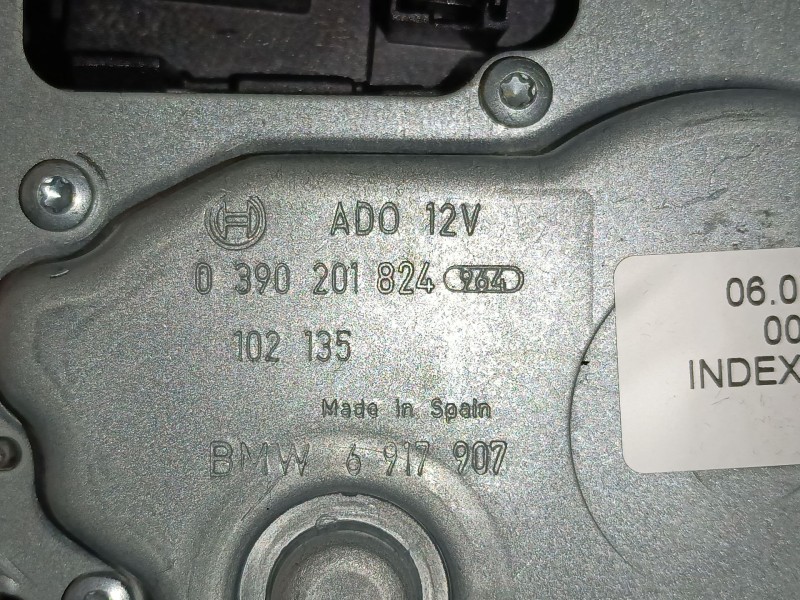 ADO 12V
0 390 201 824 964
102 135
Made in Spain
BMW 6 917 907
06.0
00
INDEX